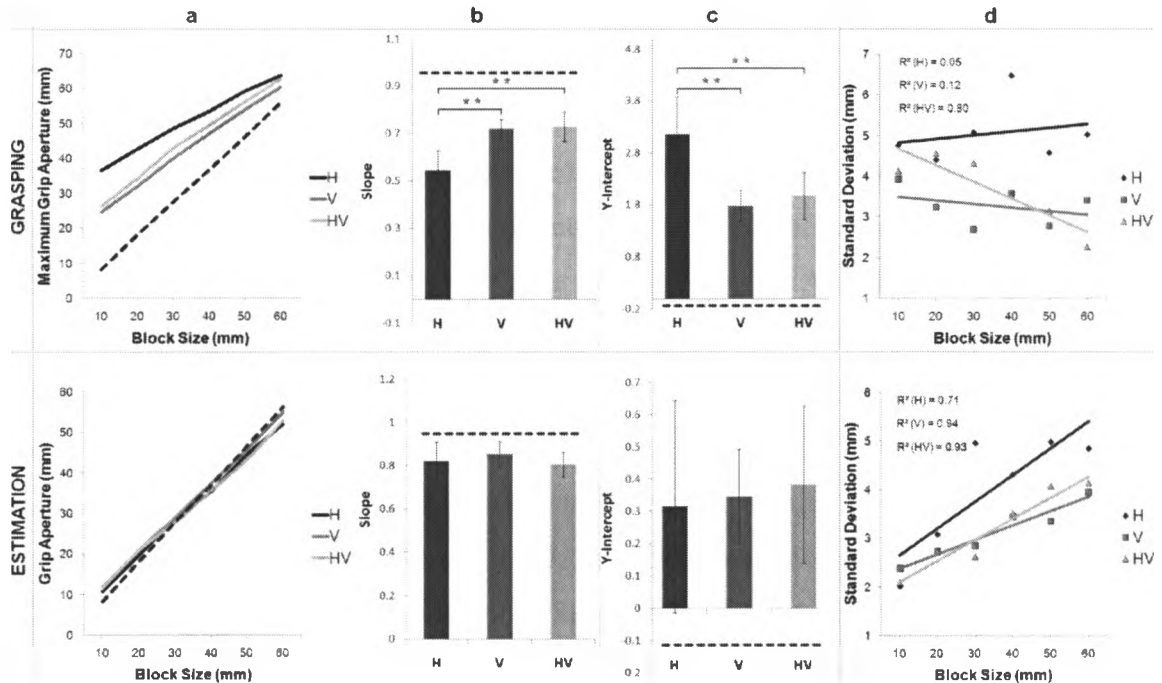 a b c d
GRASPING
Maximum Grip Aperture (mm)
70
60
50
40
30
20
10
0
10 20 30 40 50 60
Block Size (mm)
H
V
HV
Slope
1.1
0.9
0.7
0.5
0.3
0.1
-0.1
* *
* *
H V HV
Y-Intercept
4.8
3.8
2.8
1.8
0.8
-0.2
* *
* *
H V HV
Standard Deviation (mm)
7
6
5
4
3
2
1
R² (H) = 0.05
R² (V) = 0.12
R² (HV) = 0.80
10 20 30 40 50 60
Block Size (mm)
H
V
HV
ESTIMATION
Grip Aperture (mm)
60
50
40
30
20
10
0
10 20 30 40 50 60
Block Size (mm)
H
V
HV
Slope
1.2
1
0.8
0.6
0.4
0.2
0
H V HV
Y-Intercept
0.7
0.6
0.5
0.4
0.3
0.2
0.1
0
-0.1
0.2
H V HV
Standard Deviation (mm)
6
5
4
3
2
1
R² (H) = 0.71
R² (V) = 0.94
R² (HV) = 0.93
10 20 30 40 50 60
Block Size (mm)
H
V
HV